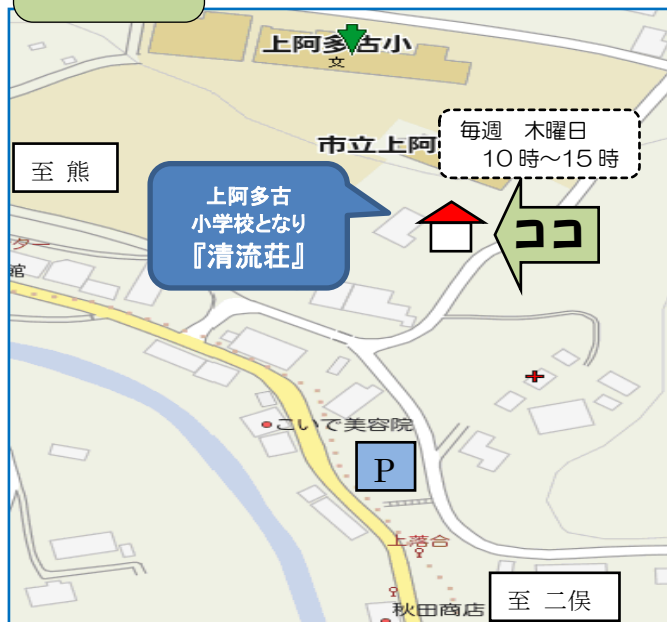 上阿多古小
文
市立上阿
毎週 木曜日
10時~15時
至 熊
上阿多古
小学校となり
『清流荘』
ココ
ター
館
こいで美容院
P
上落合
秋田商店
至 二俣